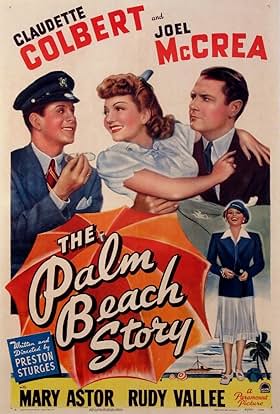 CLAUDETTE
COLBERT
and
JOEL
McCREA
THE
Palm
Beach
Story
Written and
Directed by
PRESTON
STURGES
with
MARY ASTOR RUDY VALLEE
A
Paramount
Picture